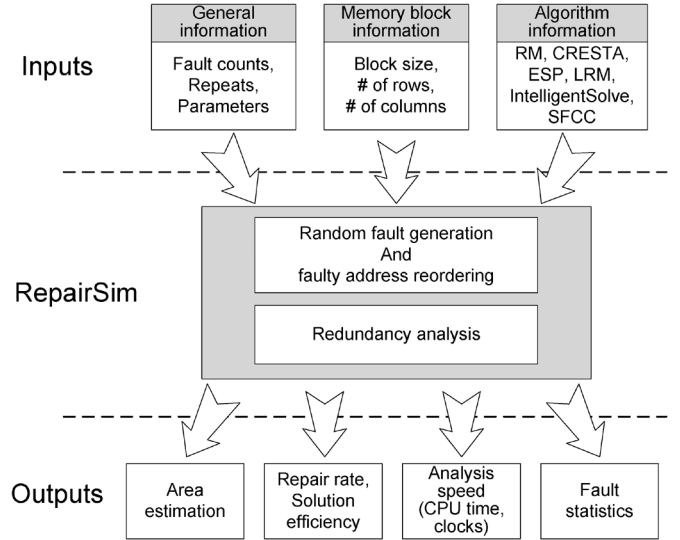 General
information
Fault counts,
Repeats,
Parameters
Memory block
information
Block size,
# of rows,
# of columns
Algorithm
information
RM, CRESTA,
ESP, LRM,
IntelligentSolve,
SFCC
Inputs
RepairSim
Random fault generation
And
faulty address reordering
Redundancy analysis
Outputs
Area
estimation
Repair rate,
Solution
efficiency
Analysis
speed
(CPU time,
clocks)
Fault
statistics